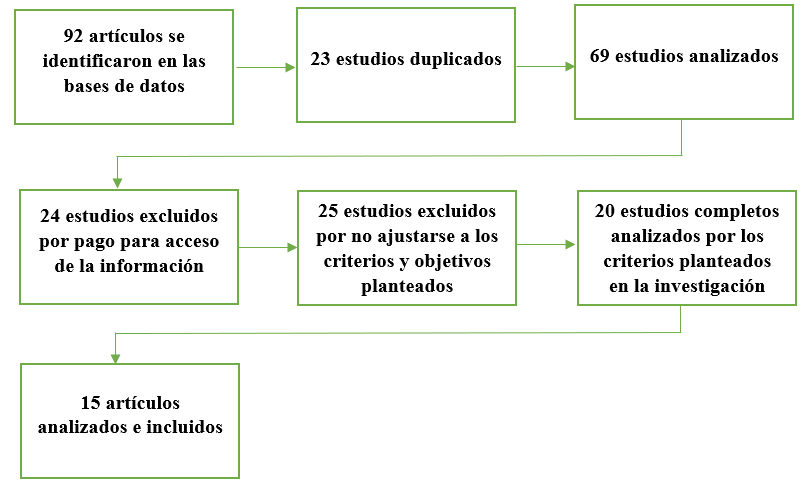 92 artículos se
identificaron en las
bases de datos
23 estudios duplicados
69 estudios analizados
24 estudios excluidos
por pago para acceso
de la información
25 estudios excluidos
por no ajustarse a los
criterios y objetivos
planteados
20 estudios completos
analizados por los
criterios planteados
en la investigación
15 artículos
analizados e incluidos